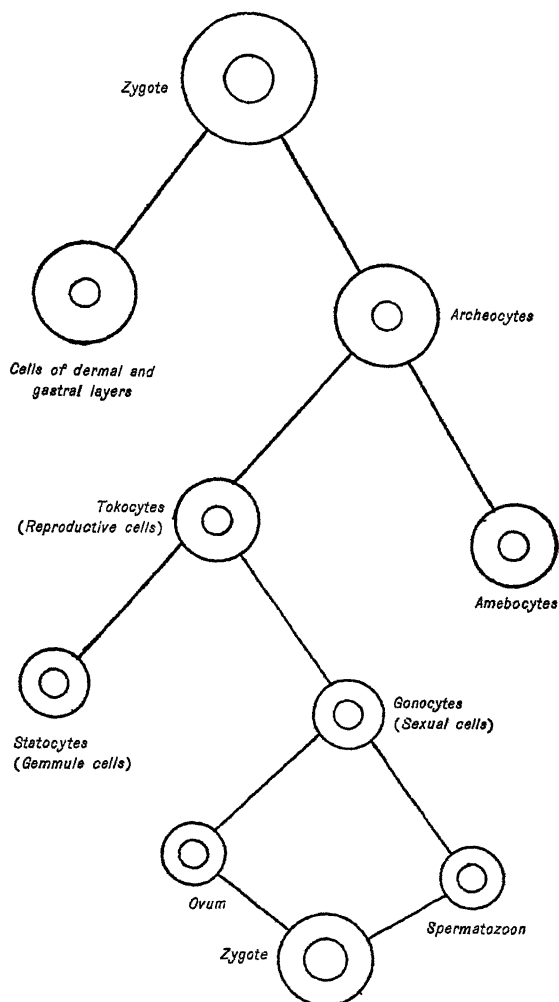 Zygote
Archeocytes
Cells of dermal and
gastral layers
Tokocytes
(Reproductive cells)
Amebocytes
Gonocytes
(Sexual cells)
Statocytes
(Gemmule cells)
Ovum
Spermatozoon
Zygote